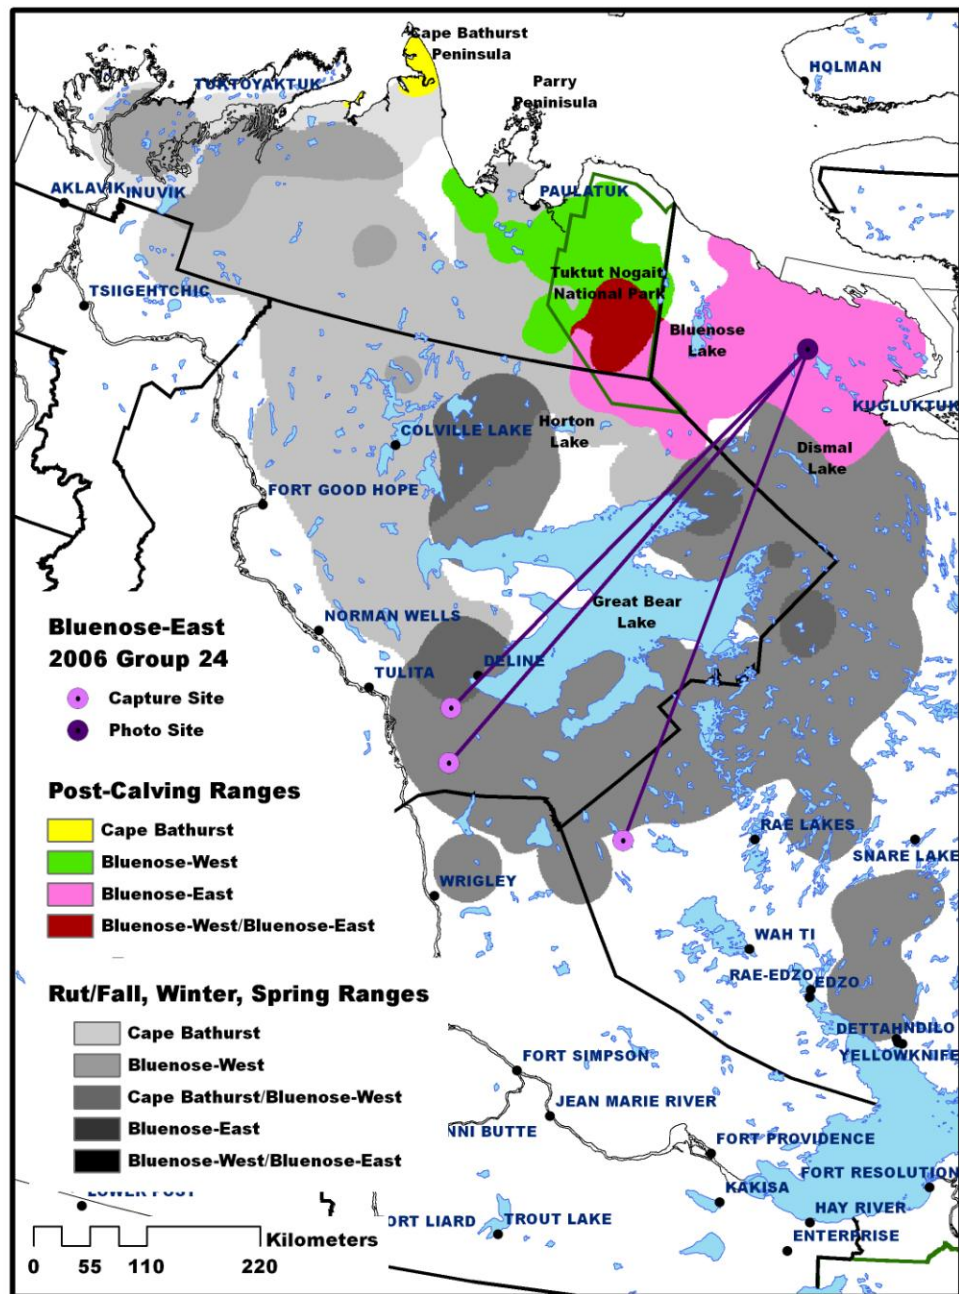 Cape Bathurst
Peninsula
HOLMAN
TUKTOYAKTUK
Parry
Peninisula
AKLAVIK
INUVIK
PAULATUK
TSIIGEHTCHIC
Tuktut Nogait
National Park
Bluenose
Lake
KUGLUKTUK
COLVILLE LAKE
Horton
Lake
Dismal
Lake
FORT GOOD HOPE
Great Bear
Lake
NORMAN WELLS
Bluenose-East
2006 Group 24
TULITA
DELINE
Capture Site
Photo Site
Post-Calving Ranges
Cape Bathurst
Bluenose-West
Bluenose-East
Bluenose-West/Bluenose-East
RAE LAKES
SNARE LAKE
WRIGLEY
WAH TI
RAE-EDZO
EDZO
Rut/Fall, Winter, Spring Ranges
Cape Bathurst
Bluenose-West
Cape Bathurst/Bluenose-West
Bluenose-East
Bluenose-West/Bluenose-East
DETTAH
NDILO
YELLOWKNIFE
FORT SIMPSON
JEAN MARIE RIVER
NNI BUTTE
FORT PROVIDENCE
FORT RESOLUTION
KAKISA
HAY RIVER
LOWER POST
ORT LIARD
TROUT LAKE
ENTERPRISE
Kilometers
0 55 110 220